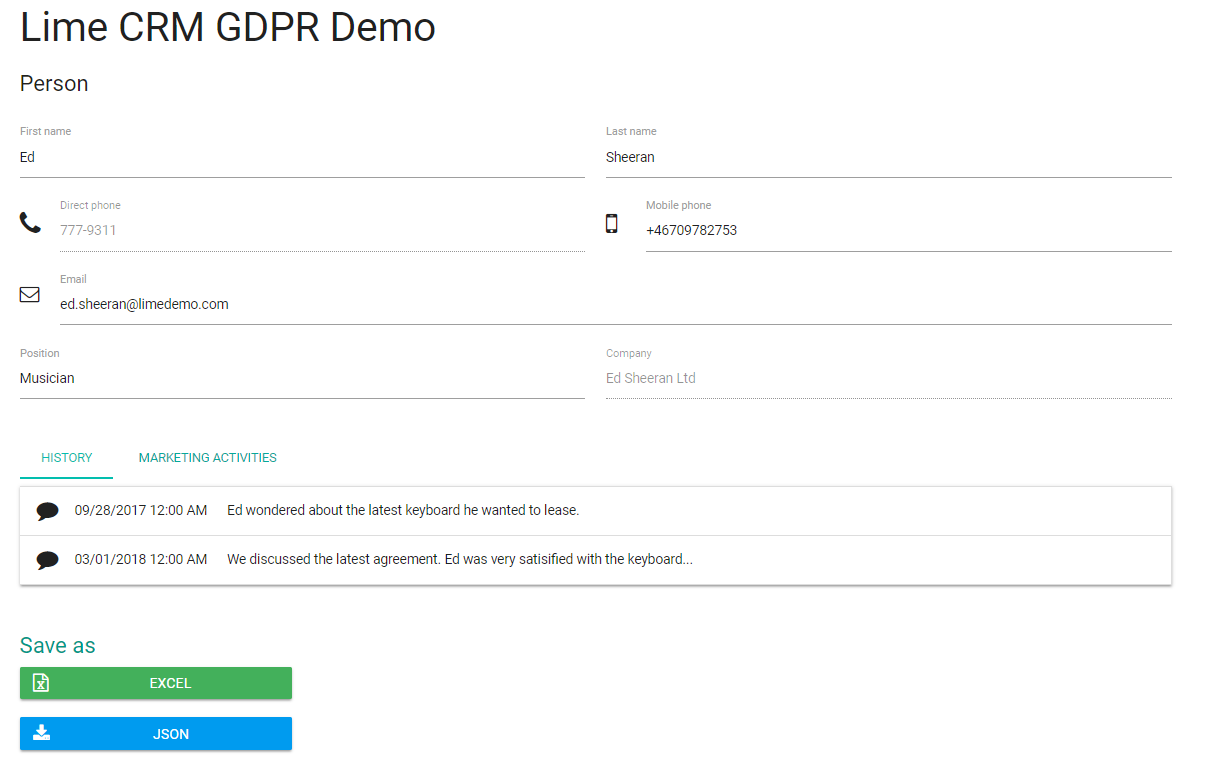 Lime CRM GDPR Demo
Person
First name
Last name
Ed
Sheeran
Direct phone
Mobile phone
777-9311
+46709782753
Email
ed.sheeran@limedemo.com
Position
Company
Musician
Ed Sheeran Ltd
HISTORY
MARKETING ACTIVITIES
09/28/2017 12:00 AM Ed wondered about the latest keyboard he wanted to lease.
03/01/2018 12:00 AM We discussed the latest agreement. Ed was very satisified with the keyboard...
Save as
EXCEL
JSON